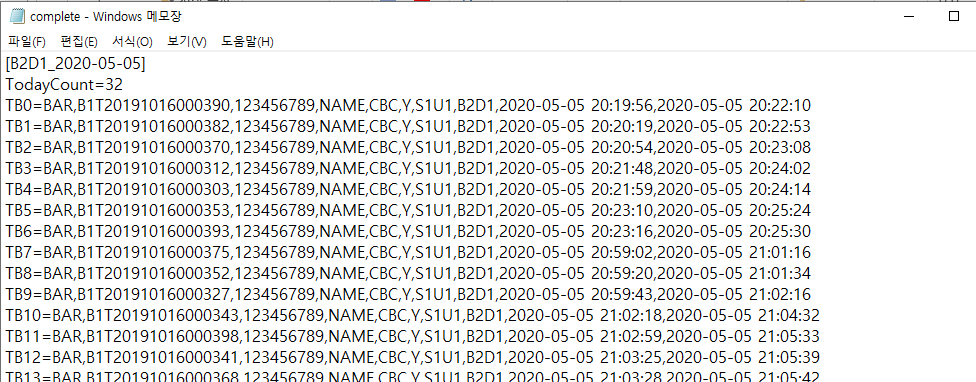 complete - Windows 메모장
파일(F) 편집(E) 서식(O) 보기(V) 도움말(H)
[B2D1_2020-05-05]
TodayCount=32
TB0=BAR,B1T20191016000390,123456789,NAME,CBC,Y,S1U1,B2D1,2020-05-05 20:19:56,2020-05-05 20:22:10
TB1=BAR,B1T20191016000382,123456789,NAME,CBC,Y,S1U1,B2D1,2020-05-05 20:20:19,2020-05-05 20:22:53
TB2=BAR,B1T20191016000370,123456789,NAME,CBC,Y,S1U1,B2D1,2020-05-05 20:20:54,2020-05-05 20:23:08
TB3=BAR,B1T20191016000312,123456789,NAME,CBC,Y,S1U1,B2D1,2020-05-05 20:21:48,2020-05-05 20:24:02
TB4=BAR,B1T20191016000303,123456789,NAME,CBC,Y,S1U1,B2D1,2020-05-05 20:21:59,2020-05-05 20:24:14
TB5=BAR,B1T20191016000353,123456789,NAME,CBC,Y,S1U1,B2D1,2020-05-05 20:23:10,2020-05-05 20:25:24
TB6=BAR,B1T20191016000393,123456789,NAME,CBC,Y,S1U1,B2D1,2020-05-05 20:23:16,2020-05-05 20:25:30
TB7=BAR,B1T20191016000375,123456789,NAME,CBC,Y,S1U1,B2D1,2020-05-05 20:59:02,2020-05-05 21:01:16
TB8=BAR,B1T20191016000352,123456789,NAME,CBC,Y,S1U1,B2D1,2020-05-05 20:59:20,2020-05-05 21:01:34
TB9=BAR,B1T20191016000327,123456789,NAME,CBC,Y,S1U1,B2D1,2020-05-05 20:59:43,2020-05-05 21:02:16
TB10=BAR,B1T20191016000343,123456789,NAME,CBC,Y,S1U1,B2D1,2020-05-05 21:02:18,2020-05-05 21:04:32
TB11=BAR,B1T20191016000398,123456789,NAME,CBC,Y,S1U1,B2D1,2020-05-05 21:02:59,2020-05-05 21:05:33
TB12=BAR,B1T20191016000341,123456789,NAME,CBC,Y,S1U1,B2D1,2020-05-05 21:03:25,2020-05-05 21:05:39
TB13=BAR,B1T20191016000368,123456789,NAME,CBC,Y,S1U1,B2D1,2020-05-05 21:03:28,2020-05-05 21:05:42